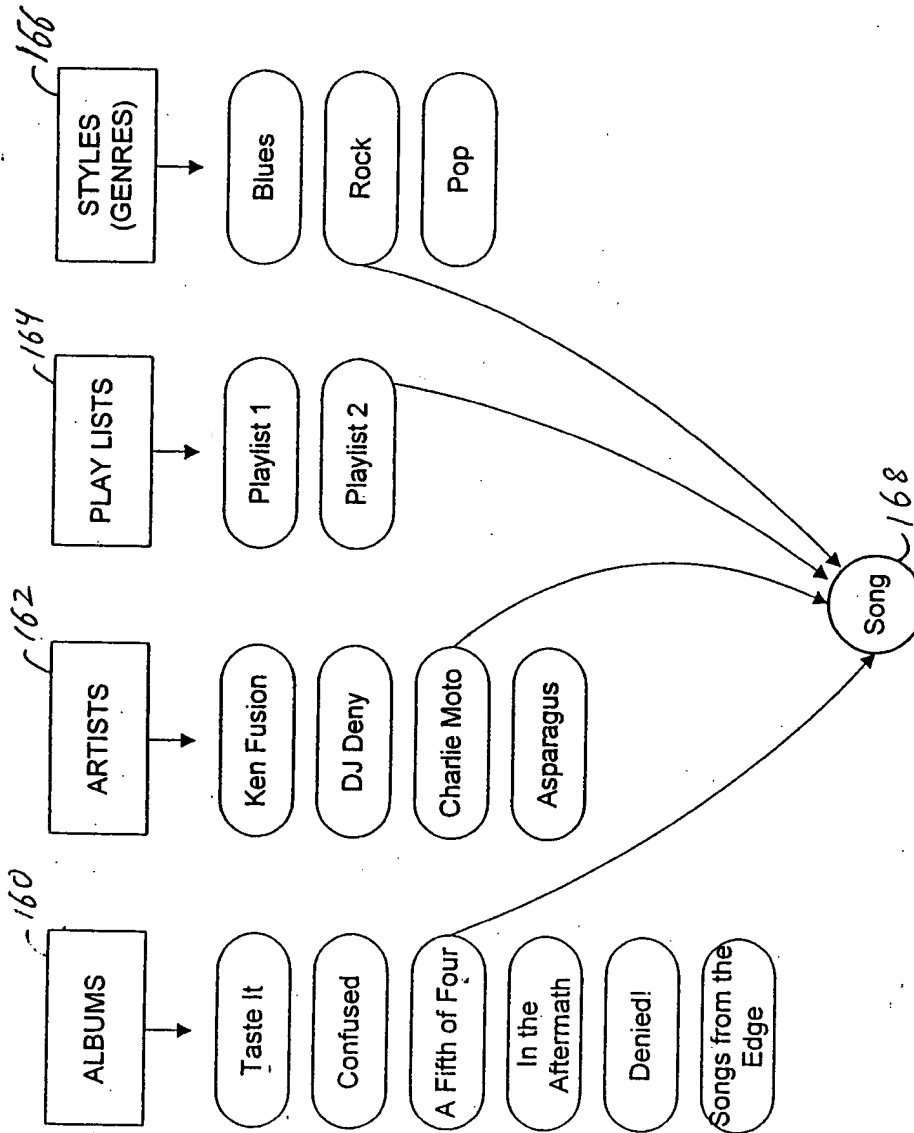 ALBUMS
160
Taste It
Confused
A Fifth of Four
In the
Aftermath
Denied!
Songs from the
Edge
ARTISTS
162
Ken Fusion
DJ Deny
Charlie Moto
Asparagus
PLAY LISTS
164
Playlist 1
Playlist 2
STYLES
(GENRES)
166
Blues
Rock
Pop
Song
168